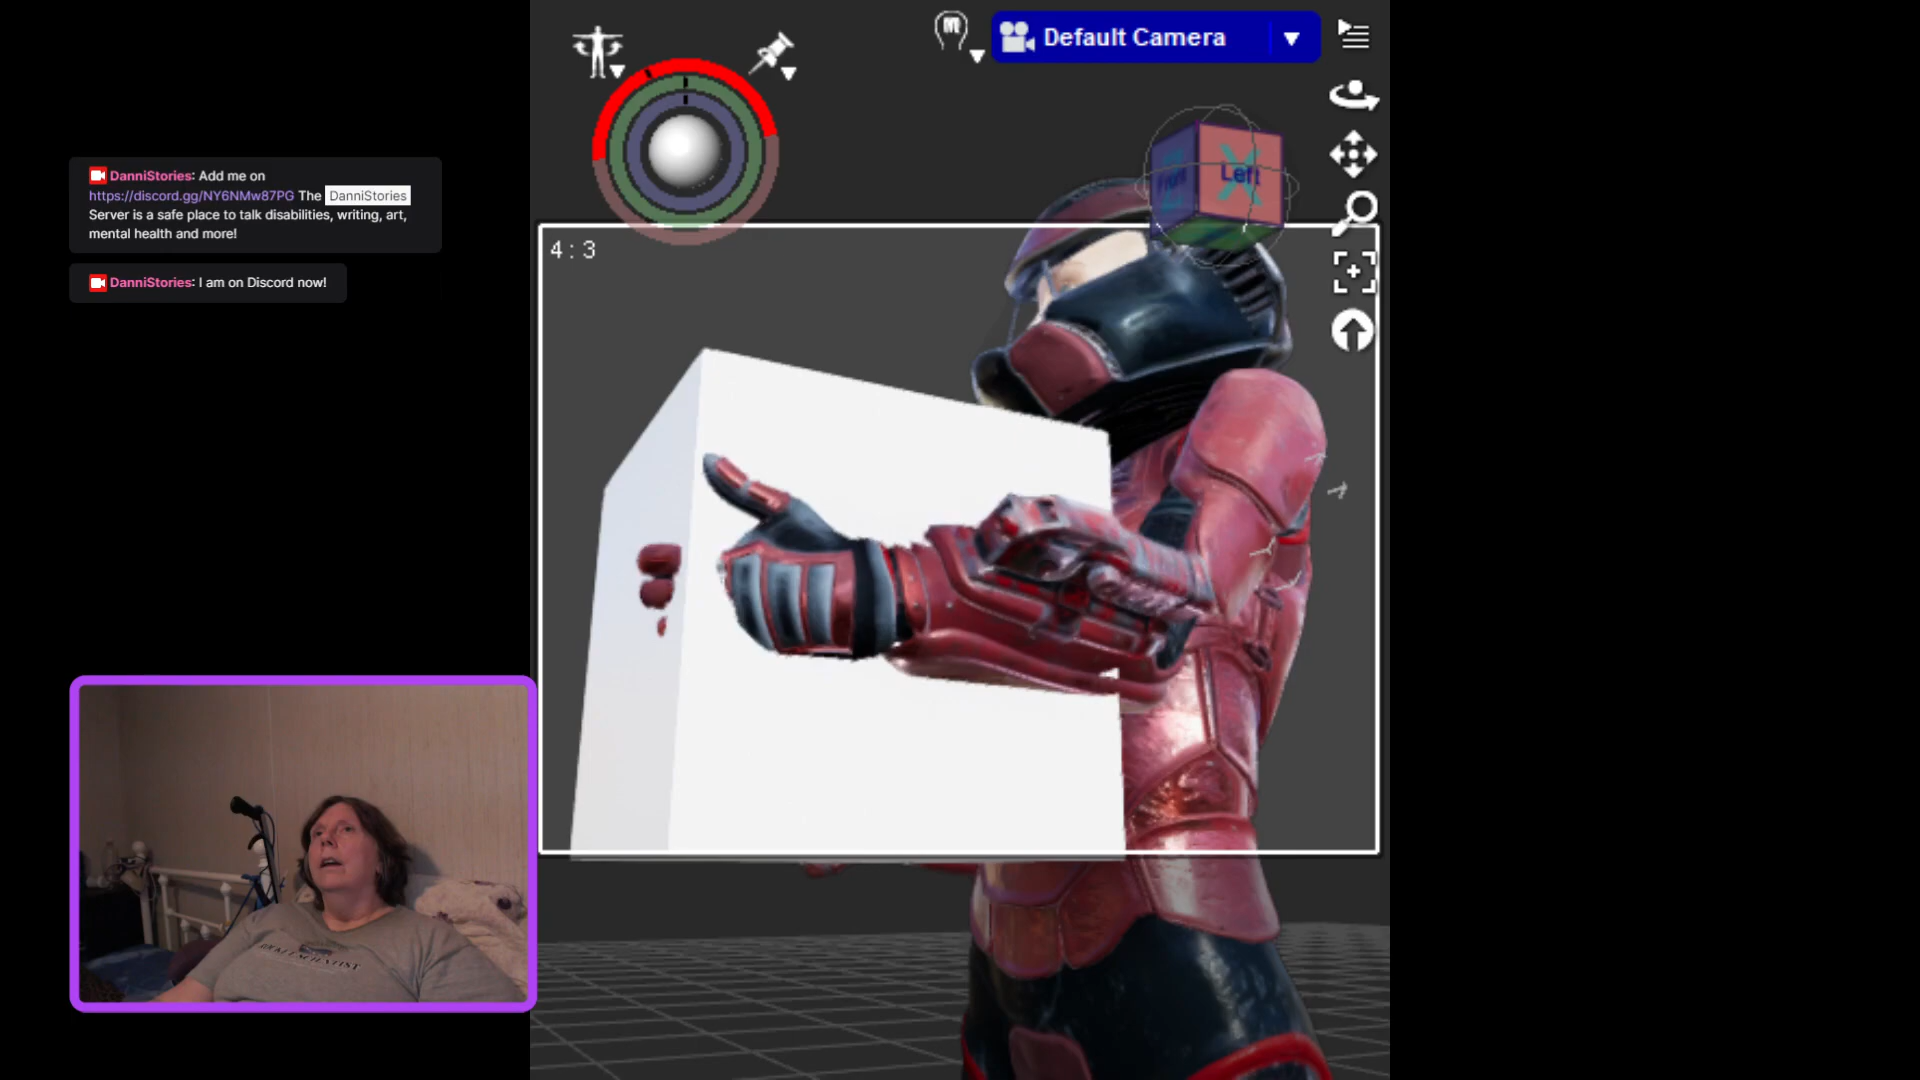 Default Camera
Front
Left
4:3
DanniStories: Add me on
https://discord.gg/NY6NMw87PG The DanniStories
Server is a safe place to talk disabilities, writing, art,
mental health and more!
DanniStories: I am on Discord now!